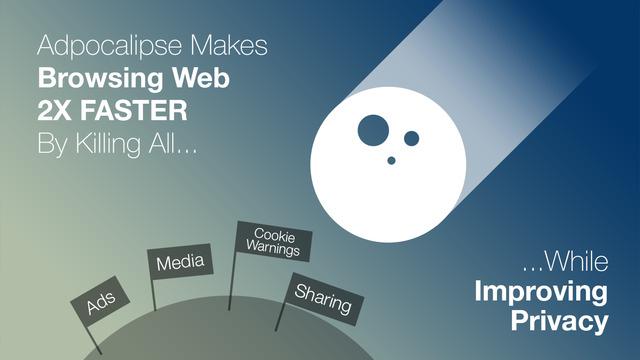 Adpocalipse Makes
Browsing Web
2X FASTER
By Killing All...
Ads
Media
Cookie
Warnings
Sharing
...While
Improving
Privacy